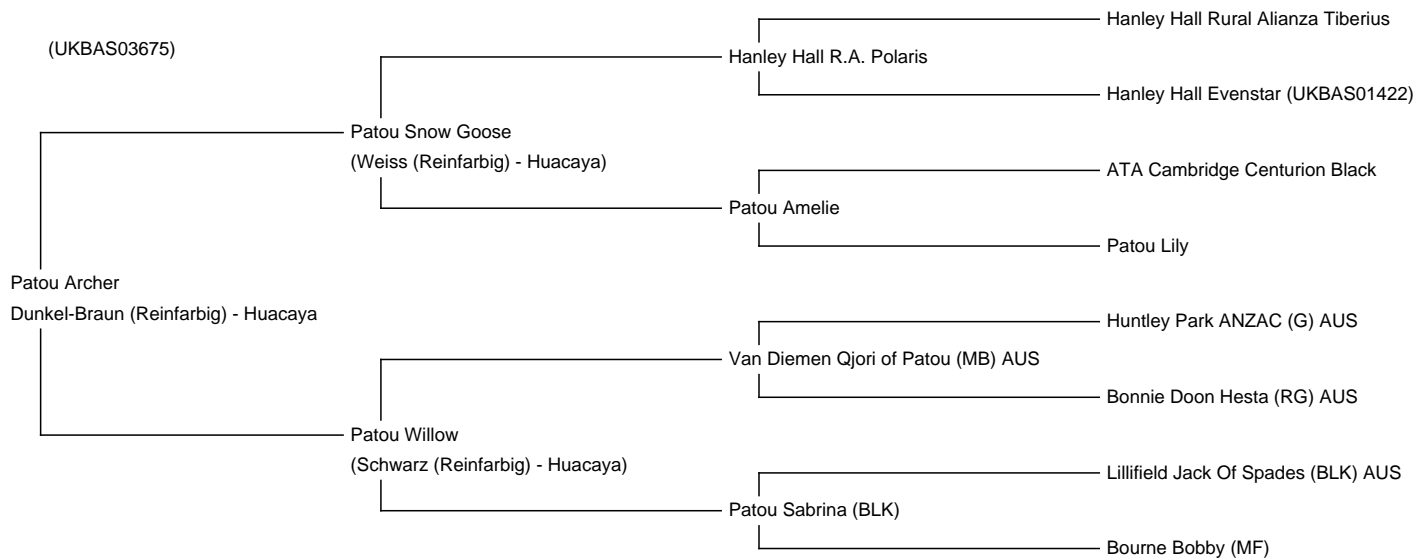 Hanley Hall Rural Alianza Tiberius
(UKBAS03675)
Hanley Hall R.A. Polaris
Hanley Hall Evenstar (UKBAS01422)
Patou Snow Goose
(Weiss (Reinfarbig) - Huacaya)
ATA Cambridge Centurion Black
Patou Amelie
Patou Lily
Patou Archer
Dunkel-Braun (Reinfarbig) - Huacaya
Huntley Park ANZAC (G) AUS
Van Diemen Qjori of Patou (MB) AUS
Bonnie Doon Hesta (RG) AUS
Patou Willow
(Schwarz (Reinfarbig) - Huacaya)
Lillifield Jack Of Spades (BLK) AUS
Patou Sabrina (BLK)
Bourne Bobby (MF)